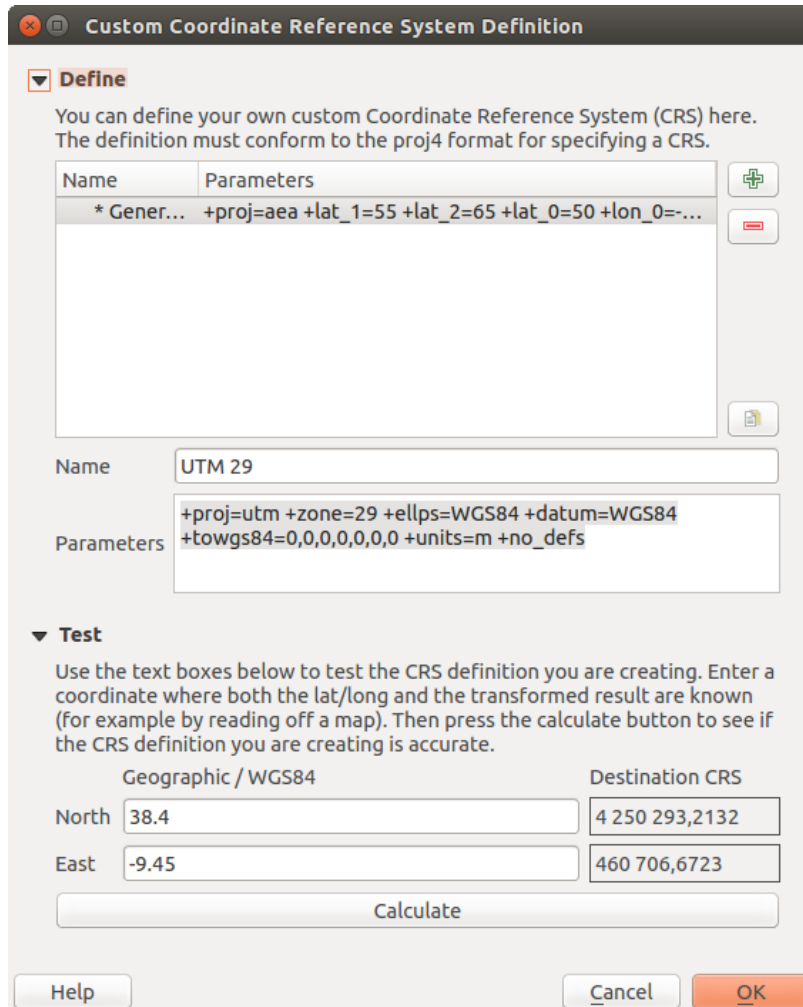 Custom Coordinate Reference System Definition
Define
You can define your own custom Coordinate Reference System (CRS) here.
The definition must conform to the proj4 format for specifying a CRS.
Name Parameters
* Gener... +proj=aea +lat_1=55 +lat_2=65 +lat_0=50 +lon_0=-...
Name UTM 29
+proj=utm +zone=29 +ellps=WGS84 +datum=WGS84
Parameters +towgs84=0,0,0,0,0,0,0 +units=m +no_defs
Test
Use the text boxes below to test the CRS definition you are creating. Enter a
coordinate where both the lat/long and the transformed result are known
(for example by reading off a map). Then press the calculate button to see if
the CRS definition you are creating is accurate.
Geographic / WGS84 Destination CRS
North 38.4 4 250 293,2132
East -9.45 460 706,6723
Calculate
Help Cancel OK